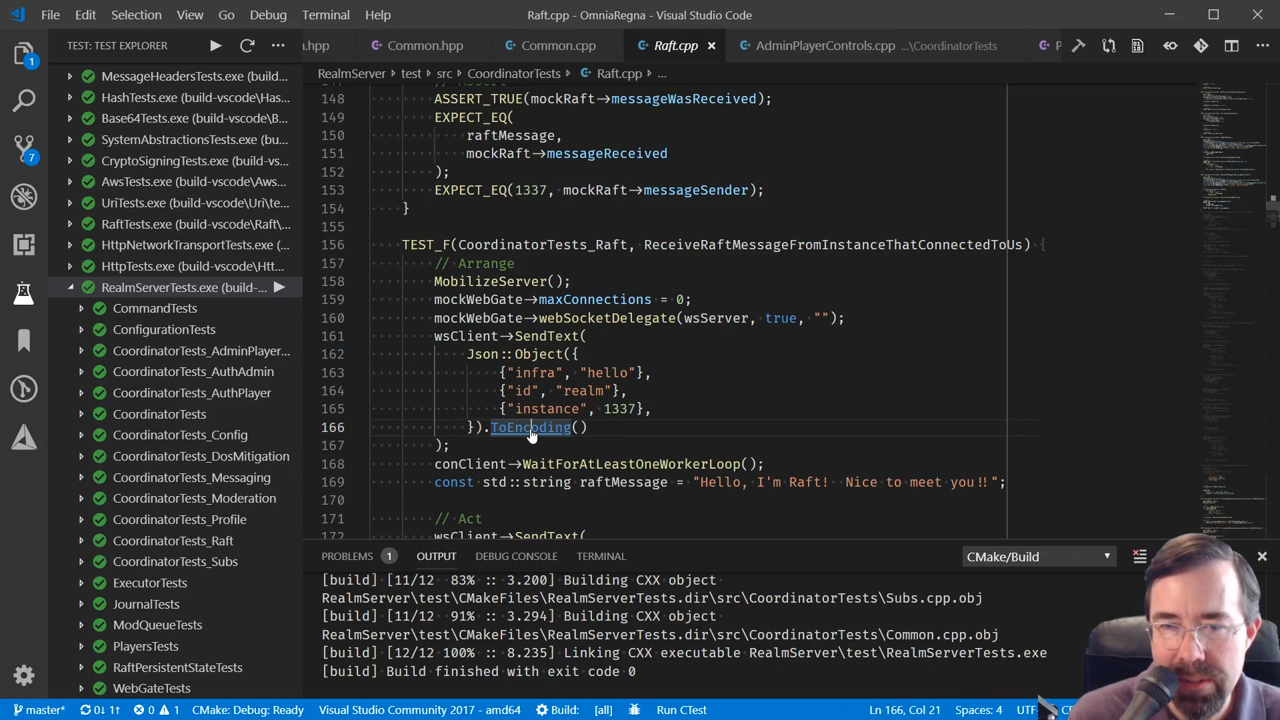 File Edit Selection View Go Debug Terminal Help Raft.cpp - OmniaRegna - Visual Studio Code
TEST: TEST EXPLORER
.hpp Common.hpp Common.cpp Raft.cpp AdminPlayerControls.cpp ...\CoordinatorTests
RealmServer > test > src > CoordinatorTests > Raft.cpp > ...
1
7
MessageHeadersTests.exe (build...
HashTests.exe (build-vscode\Has...
Base64Tests.exe (build-vscode\B...
SystemAbstractionsTests.exe (bu...
CryptoSigningTests.exe (build-v...
AwsTests.exe (build-vscode\Aws...
UriTests.exe (build-vscode\Uri\te...
RaftTests.exe (build-vscode\Raft\...
HttpNetworkTransportTests.exe (...
HttpTests.exe (build-vscode\Htt...
RealmServerTests.exe (build-...
CommandTests
ConfigurationTests
CoordinatorTests_AdminPlayer...
CoordinatorTests_AuthAdmin
CoordinatorTests_AuthPlayer
CoordinatorTests
CoordinatorTests_Config
CoordinatorTests_DosMitigation
CoordinatorTests_Messaging
CoordinatorTests_Moderation
CoordinatorTests_Profile
CoordinatorTests_Raft
CoordinatorTests_Subs
ExecutorTests
JournalTests
ModQueueTests
PlayersTests
RaftPersistentStateTests
WebGateTests
148 ASSERT_TRUE(mockRaft->messageWasReceived);
149 EXPECT_EQ(
150 raftMessage,
151 mockRaft->messageReceived
152 );
153 EXPECT_EQ( mockRaft->messageSender);
154 }
155
156 TEST_F(CoordinatorTests_Raft, ReceiveRaftMessageFromInstanceThatConnectedToUs) {
157 // Arrange
158 MobilizeServer();
159 mockWebGate->maxConnections = 0;
160 mockWebGate->webSocketDelegate(wsServer, true, "");
161 wsClient->SendText(
162 Json::Object({
163 {"infra", "hello"},
164 {"id", "realm"},
165 {"instance", 1337},
166 }).ToEncoding()
167 );
168 conClient->WaitForAtLeastOneWorkerLoop();
169 const std::string raftMessage = "Hello, I'm Raft! Nice to meet you!!";
170
171 // Act
172 wsClient->SendText(
PROBLEMS 1 OUTPUT DEBUG CONSOLE TERMINAL CMake/Build
[build] [11/12 83% :: 3.200] Building CXX object
RealmServer\test\CMakeFiles\RealmServerTests.dir\src\CoordinatorTests\Subs.cpp.obj
[build] [11/12 91% :: 3.294] Building CXX object
RealmServer\test\CMakeFiles\RealmServerTests.dir\src\CoordinatorTests\Common.cpp.obj
[build] [12/12 100% :: 8.235] Linking CXX executable RealmServer\test\RealmServerTests.exe
[build] Build finished with exit code 0
master* 0↓ 1↑ 0 1 CMake: Debug: Ready Visual Studio Community 2017 - amd64 Build: [all] Run CTest Ln 166, Col 21 Spaces: 4